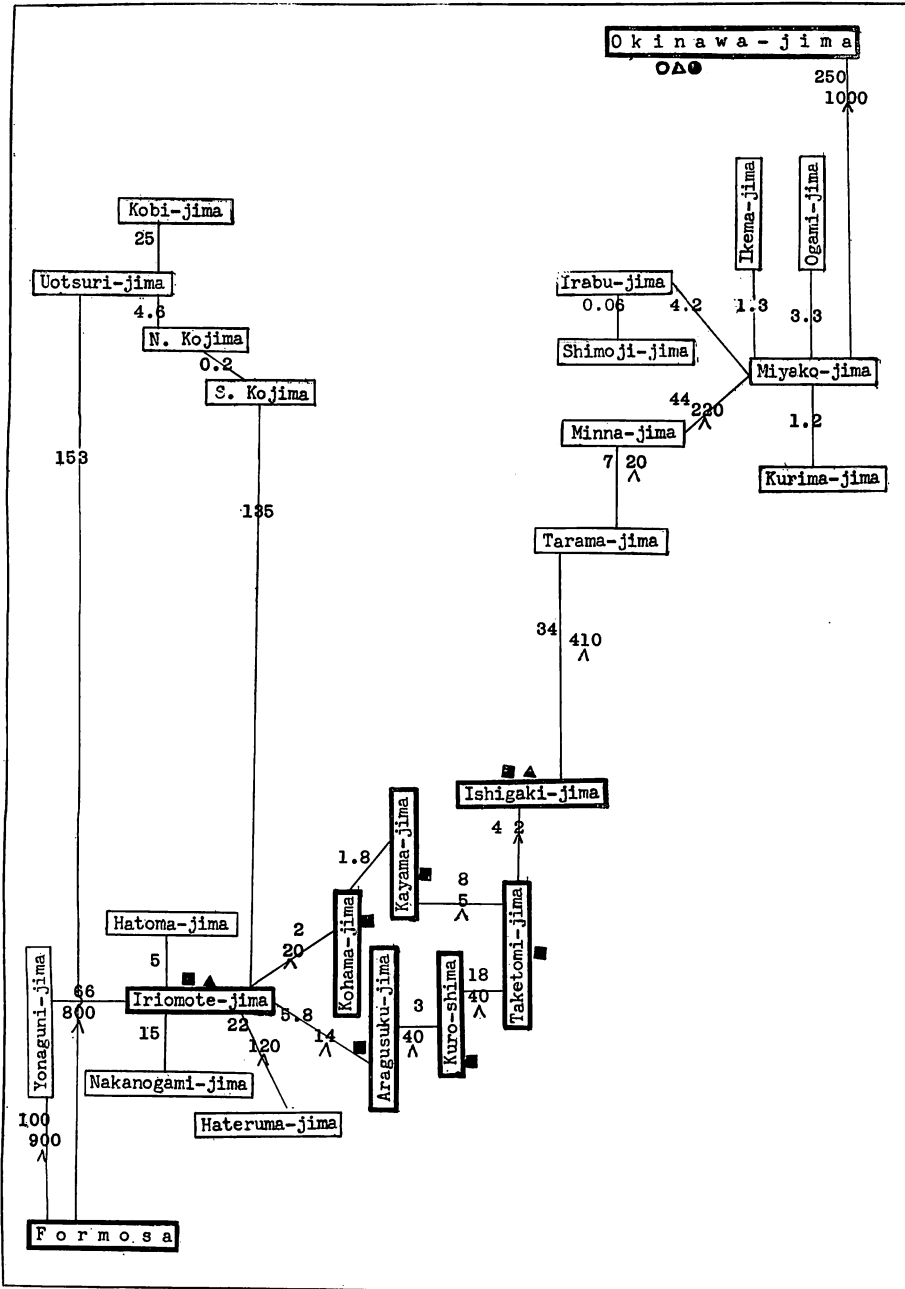 Okinawa-jima
250
1000
Ikema-jima
Ogami-jima
Kobi-jima
25
Uotsuri-jima
Irabu-jima
0.06
4.2
1.3
3.3
4.6
N. Kojima
0.2
Shimoji-jima
Miyako-jima
S. Kojima
44
220
1.2
Minna-jima
153
7
20
Kurima-jima
135
Tarama-jima
34
410
Ishigaki-jima
4
2
Kayama-jima
1.8
8
5
Hatoma-jima
2
20
Kohama-jima
Taketomi-jima
5
Yonaguni-jima
66
800
Iriomote-jima
5.8
14
Aragusuku-jima
3
40
Kuro-shima
18
40
15
22
120
Nakanogami-jima
Hateruma-jima
100
900
Formosa